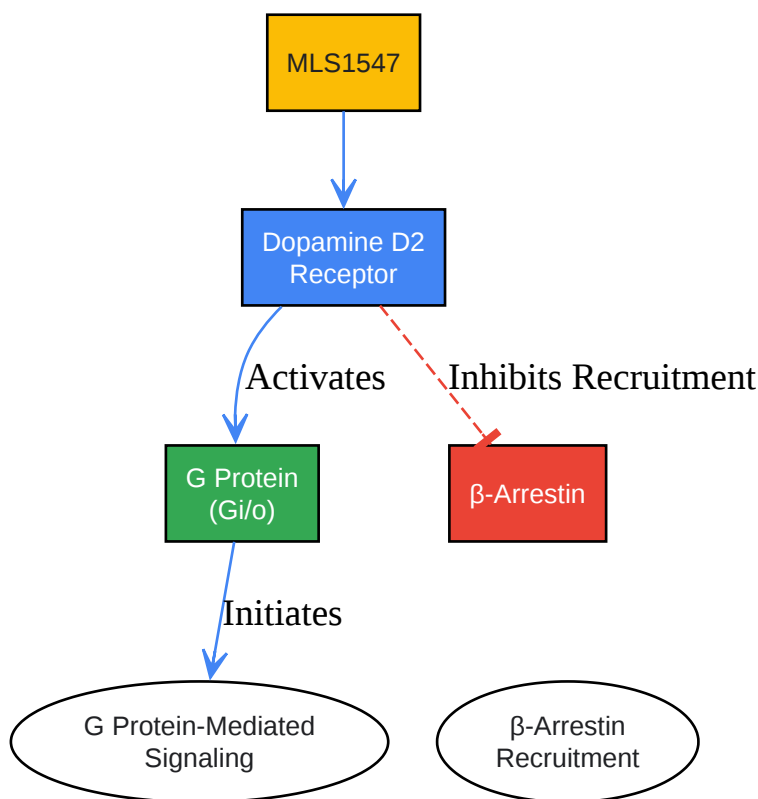 MLS1547
Dopamine D2
Receptor
Activates
Inhibits Recruitment
G Protein
(Gi/o)
β-Arrestin
Initiates
G Protein-Mediated
Signaling
β-Arrestin
Recruitment